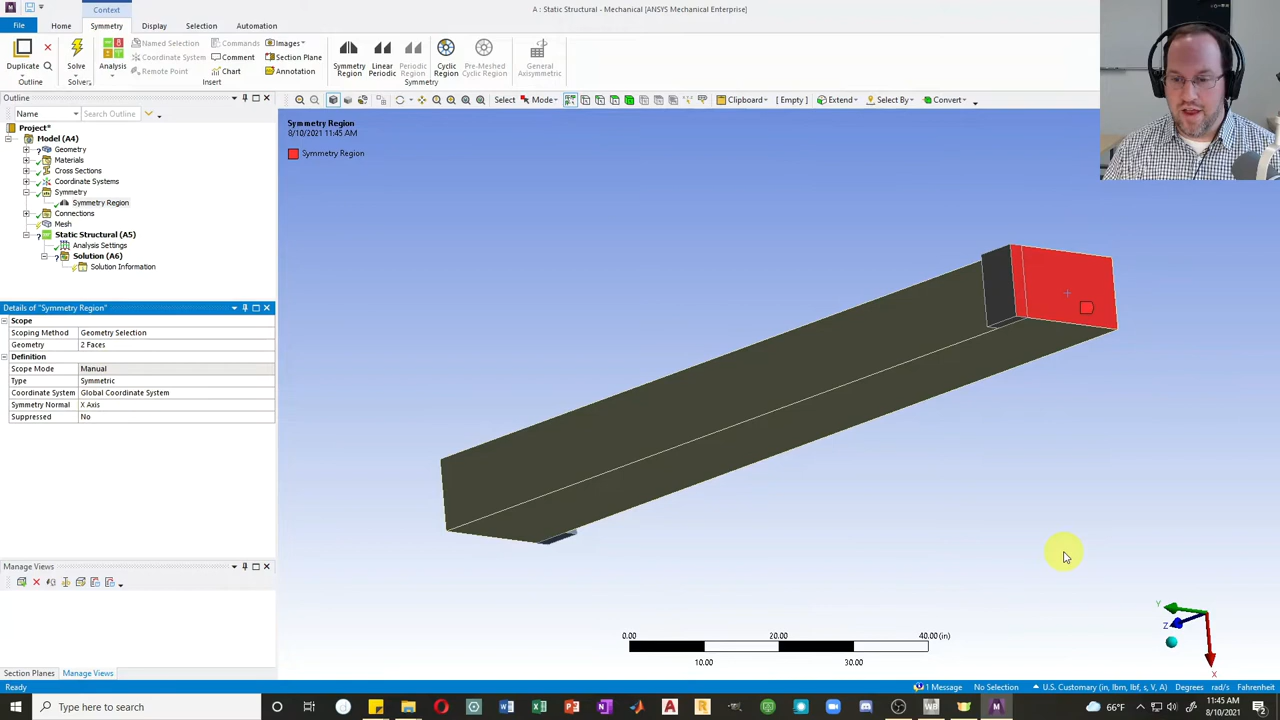 Context
A : Static Structural - Mechanical [ANSYS Mechanical Enterprise]
File
Home
Symmetry
Display
Selection
Automation
Duplicate
Outline
Solve
Solver
Analysis
Named Selection
Coordinate System
Remote Point
Commands
Comment
Chart
Images
Section Plane
Annotation
Insert
Symmetry Region
Linear Periodic
Periodic Region
Cyclic Region
Pre-Meshed Cyclic Region
General Axisymmetric
Symmetry
Select
Mode
Clipboard
[ Empty ]
Extend
Select By
Convert
Outline
Name
Search Outline
Project*
Model (A4)
Geometry
Materials
Cross Sections
Coordinate Systems
Symmetry
Symmetry Region
Connections
Mesh
Static Structural (A5)
Analysis Settings
Solution (A6)
Solution Information
Details of "Symmetry Region"
Scope
Scoping Method Geometry Selection
Geometry 2 Faces
Definition
Scope Mode Manual
Type Symmetric
Coordinate System Global Coordinate System
Symmetry Normal X Axis
Suppressed No
Manage Views
Section Planes
Manage Views
Symmetry Region
8/10/2021 11:45 AM
Symmetry Region
0.00 20.00 40.00 (in)
10.00 30.00
Y
Z
X
Ready
1 Message
No Selection
U.S. Customary (in, lbm, lbf, s, V, A)
Degrees
rad/s
Fahrenheit
Type here to search
66°F
11:45 AM
8/10/2021